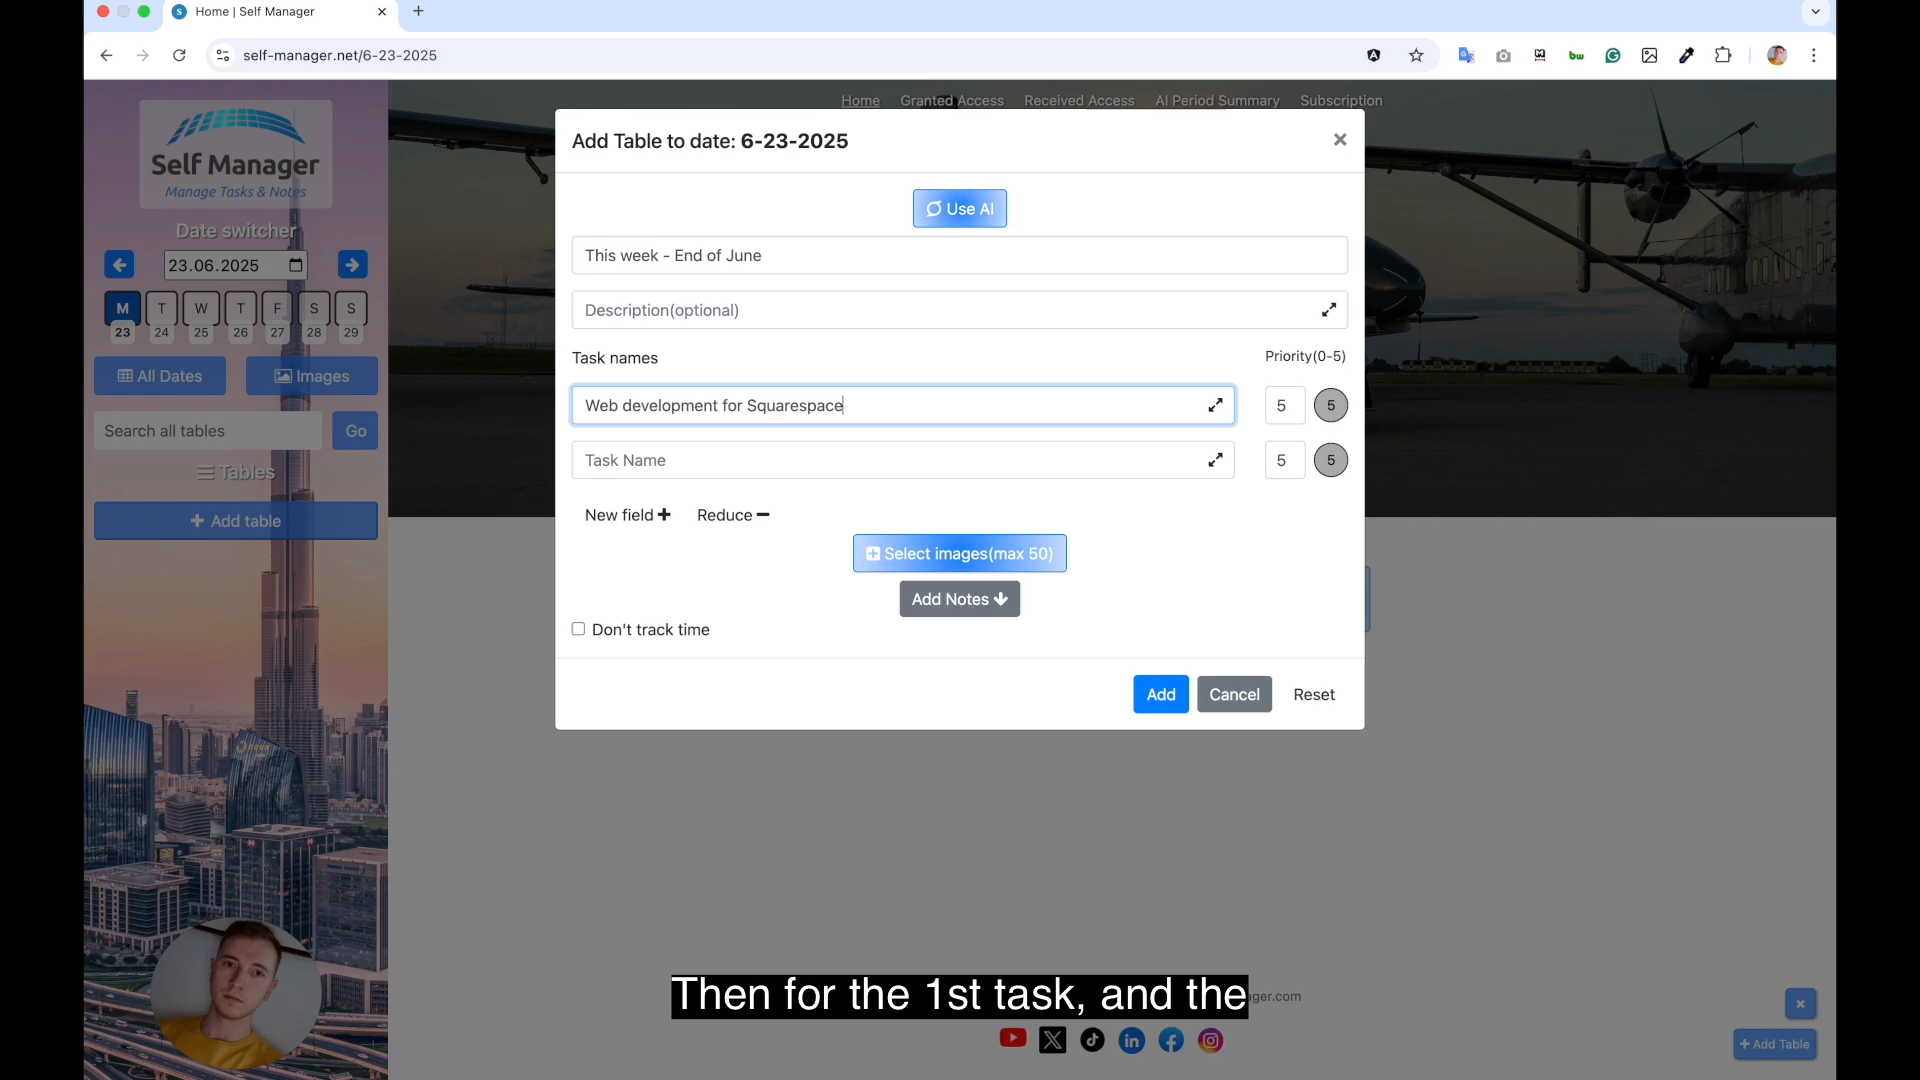 Home | Self Manager
self-manager.net/6-23-2025
Self Manager
Manage Tasks & Notes
Date switcher
23.06.2025
M T W T F S S
23 24 25 26 27 28 29
All Dates
Images
Search all tables
Go
Tables
Add table
Home Granted Access Received Access AI Period Summary Subscription
Add Table to date: 6-23-2025
Use AI
This week - End of June
Description(optional)
Task names
Priority(0-5)
Web development for Squarespace
5 5
Task Name
5 5
New field
Reduce
Select images(max 50)
Add Notes
Don't track time
Add
Cancel
Reset
Then for the 1st task, and the
ger.com
Add Table